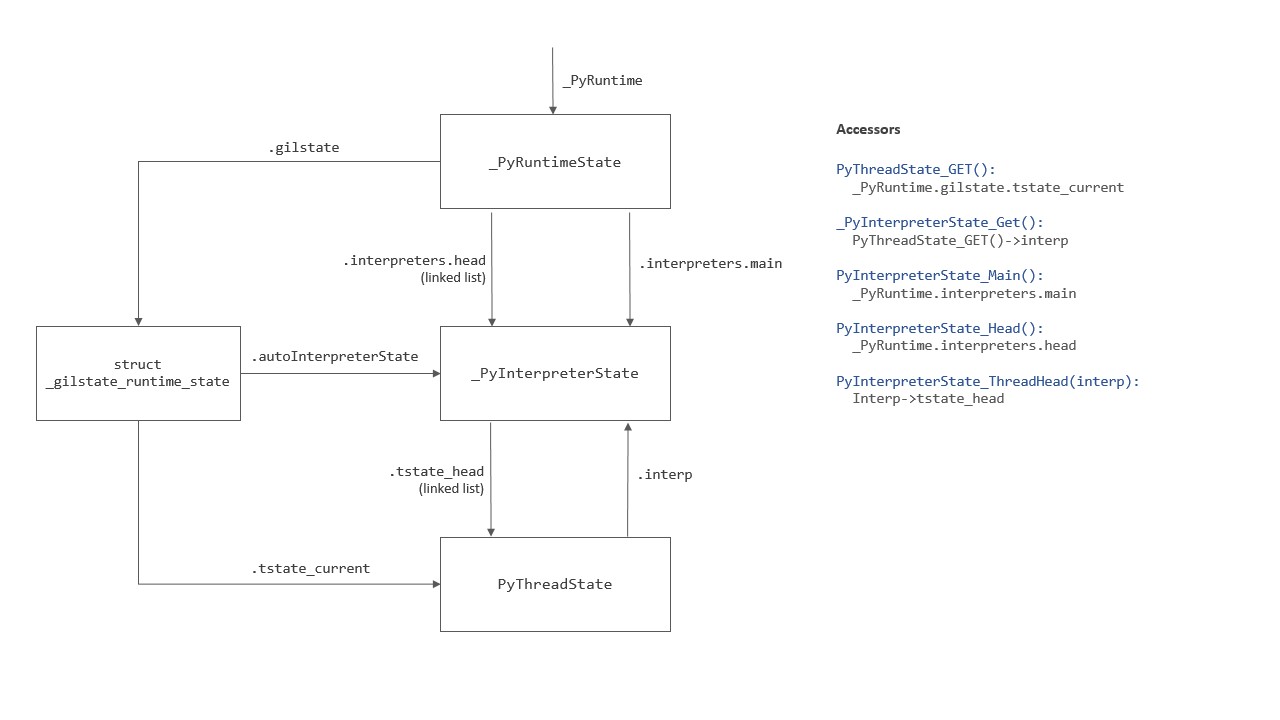 _PyRuntime
_PyRuntimeState
.gilstate
.interpreters.head
(linked list)
.interpreters.main
struct
_gilstate_runtime_state
.autoInterpreterState
_PyInterpreterState
.tstate_head
(linked list)
.interp
.tstate_current
PyThreadState
Accessors
PyThreadState_GET():
_PyRuntime.gilstate.tstate_current
_PyInterpreterState_Get():
PyThreadState_GET()->interp
PyInterpreterState_Main():
_PyRuntime.interpreters.main
PyInterpreterState_Head():
_PyRuntime.interpreters.head
PyInterpreterState_ThreadHead(interp):
Interp->tstate_head